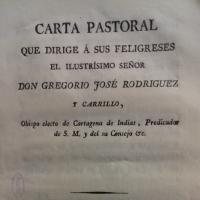 CARTA PASTORAL
QUE DIRIGE Á SUS FELIGRESES
EL ILUSTRÍSIMO SEÑOR
DON GREGORIO JOSÉ RODRIGUEZ
Y CARRILLO,
Obispo electo de Cartagena de Indias, Predicador
de S. M. y del su Consejo &c.